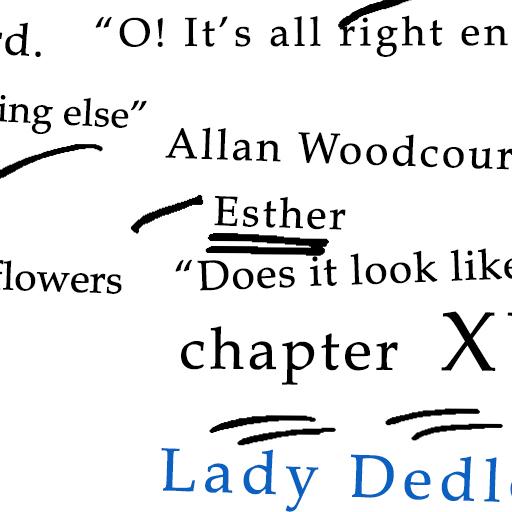 rd. “O! It’s all right en
ing else”
Allan Woodcour
Esther
flowers “Does it look like
chapter X
Lady Dedl